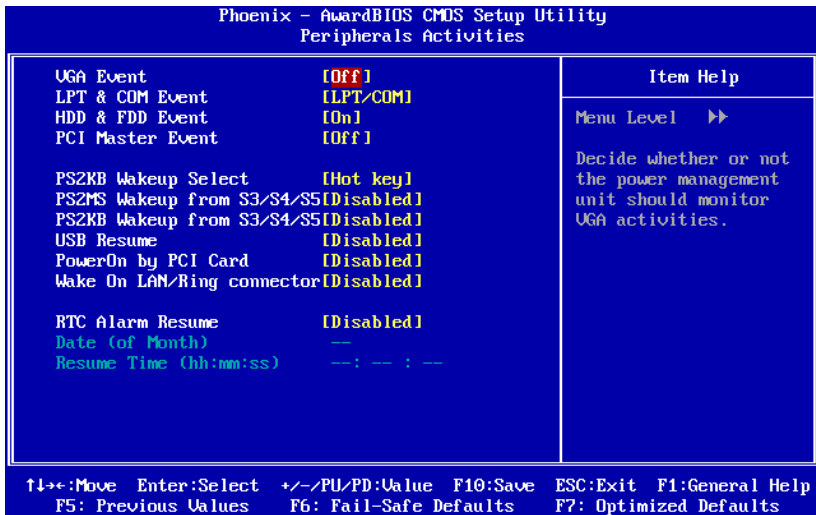 Phoenix - AwardBIOS CMOS Setup Utility
Peripherals Activities
VGA Event [Off]
LPT & COM Event [LPT/COM]
HDD & FDD Event [On]
PCI Master Event [Off]
PS2KB Wakeup Select [Hot key]
PS2MS Wakeup from S3/S4/S5[Disabled]
PS2KB Wakeup from S3/S4/S5[Disabled]
USB Resume [Disabled]
PowerOn by PCI Card [Disabled]
Wake On LAN/Ring connector[Disabled]
RTC Alarm Resume [Disabled]
Date (of Month) --
Resume Time (hh:mm:ss) --: -- : --
Item Help
Menu Level ▶▶
Decide whether or not
the power management
unit should monitor
VGA activities.
↑↓→←:Move Enter:Select +/-/PU/PD:Value F10:Save ESC:Exit F1:General Help
F5: Previous Values F6: Fail-Safe Defaults F7: Optimized Defaults